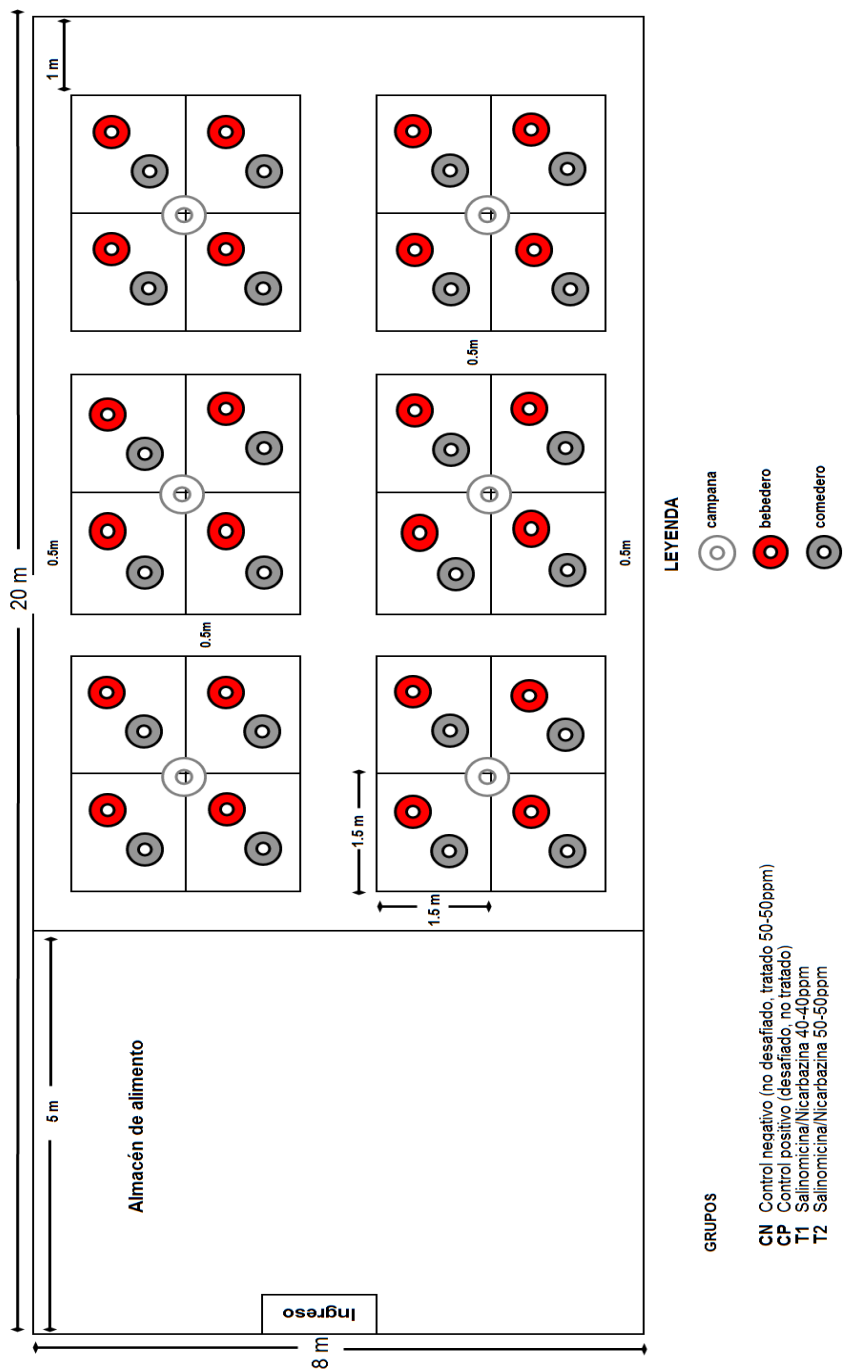 20 m
8 m
5 m
1 m
Almacén de alimento
Ingreso
0.5m
0.5m
0.5m
0.5m
1.5 m
1.5 m
GRUPOS
CN Control negativo (no desafiado, tratado 50-50ppm)
CP Control positivo (desafiado, no tratado)
T1 Salinomicina/Nicarbazina 40-40ppm
T2 Salinomicina/Nicarbazina 50-50ppm
LEYENDA
campana
bebedero
comedero